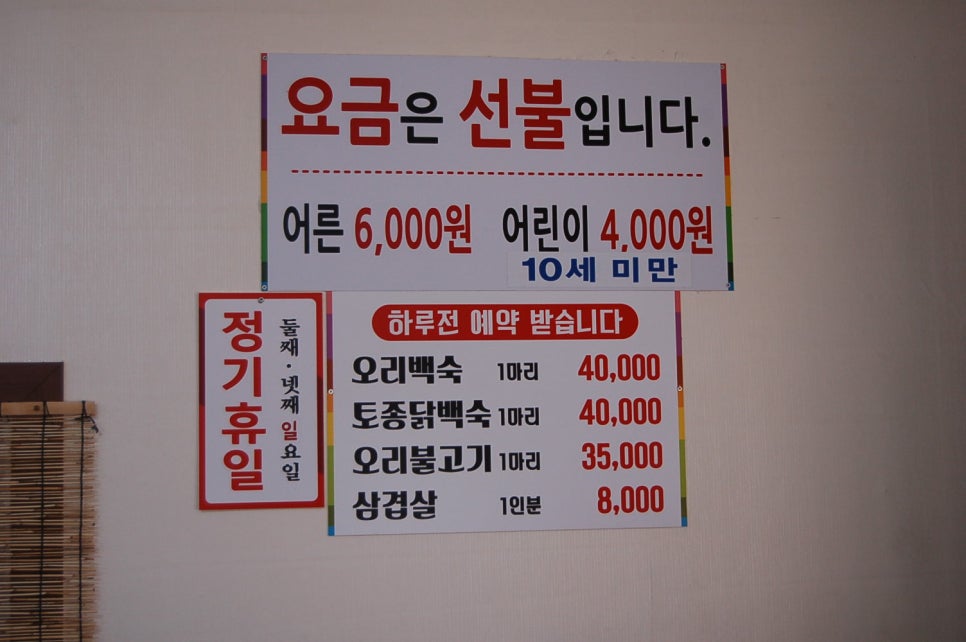 요금은 선불입니다.
어른 6,000원 어린이 4,000원
10세 미만
정기휴일
둘째·넷째 일요일
하루전 예약 받습니다
오리백숙 1마리 40,000
토종닭백숙 1마리 40,000
오리불고기 1마리 35,000
삼겹살 1인분 8,000